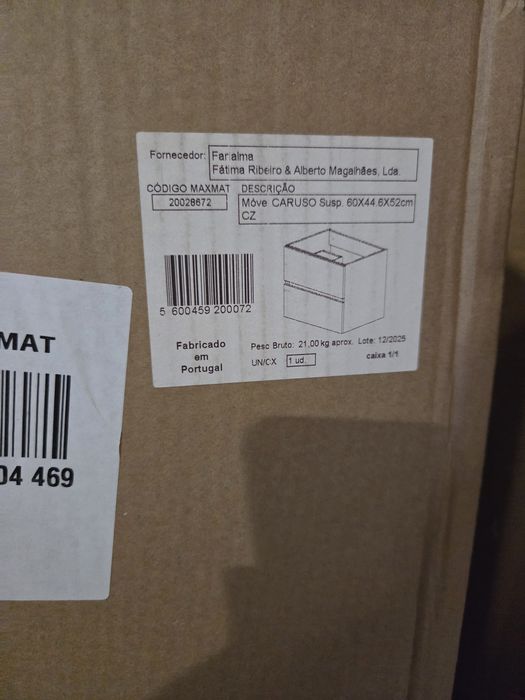 Fornecedor: Farialma
Fátima Ribeiro & Alberto Magalhães, Lda.
CÓDIGO MAXMAT DESCRIÇÃO
20028672 Móve CARUSO Susp. 60X44.6X52cm
CZ
5 600459 200072
Fabricado
em
Portugal
Peso Bruto: 21,00 kg aprox. Lote: 12/2025
UN/CX 1 ud. caixa 1/1
MAT
04 469